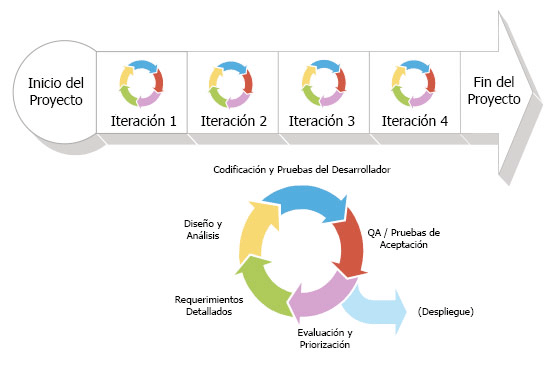 Inicio del
Proyecto
Iteración 1
Iteración 2
Iteración 3
Iteración 4
Fin del
Proyecto
Codificación y Pruebas del Desarrollador
Diseño y
Análisis
QA / Pruebas de
Aceptación
Requerimientos
Detallados
(Despliegue)
Evaluación y
Priorización